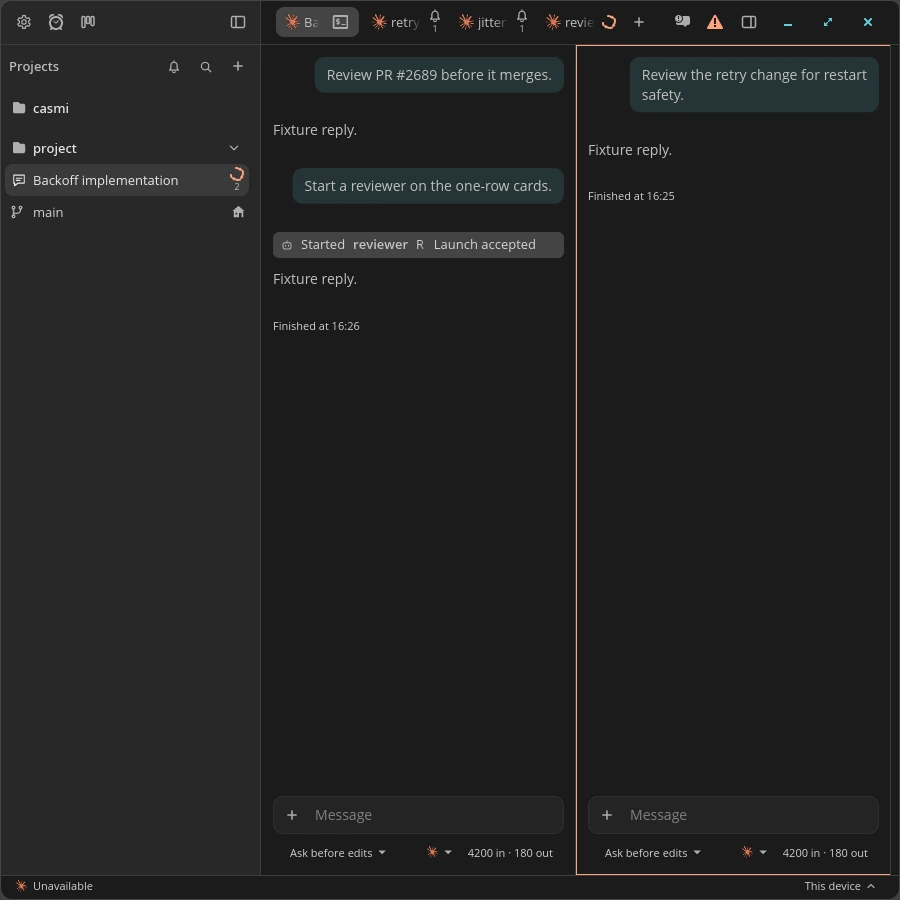 Ba
retry
1
jitter
1
revie
Projects
casmi
project
Backoff implementation
2
main
Review PR #2689 before it merges.
Fixture reply.
Start a reviewer on the one-row cards.
Started reviewer R Launch accepted
Fixture reply.
Finished at 16:26
Message
Ask before edits
4200 in · 180 out
Review the retry change for restart
safety.
Fixture reply.
Finished at 16:25
Message
Ask before edits
4200 in · 180 out
Unavailable
This device